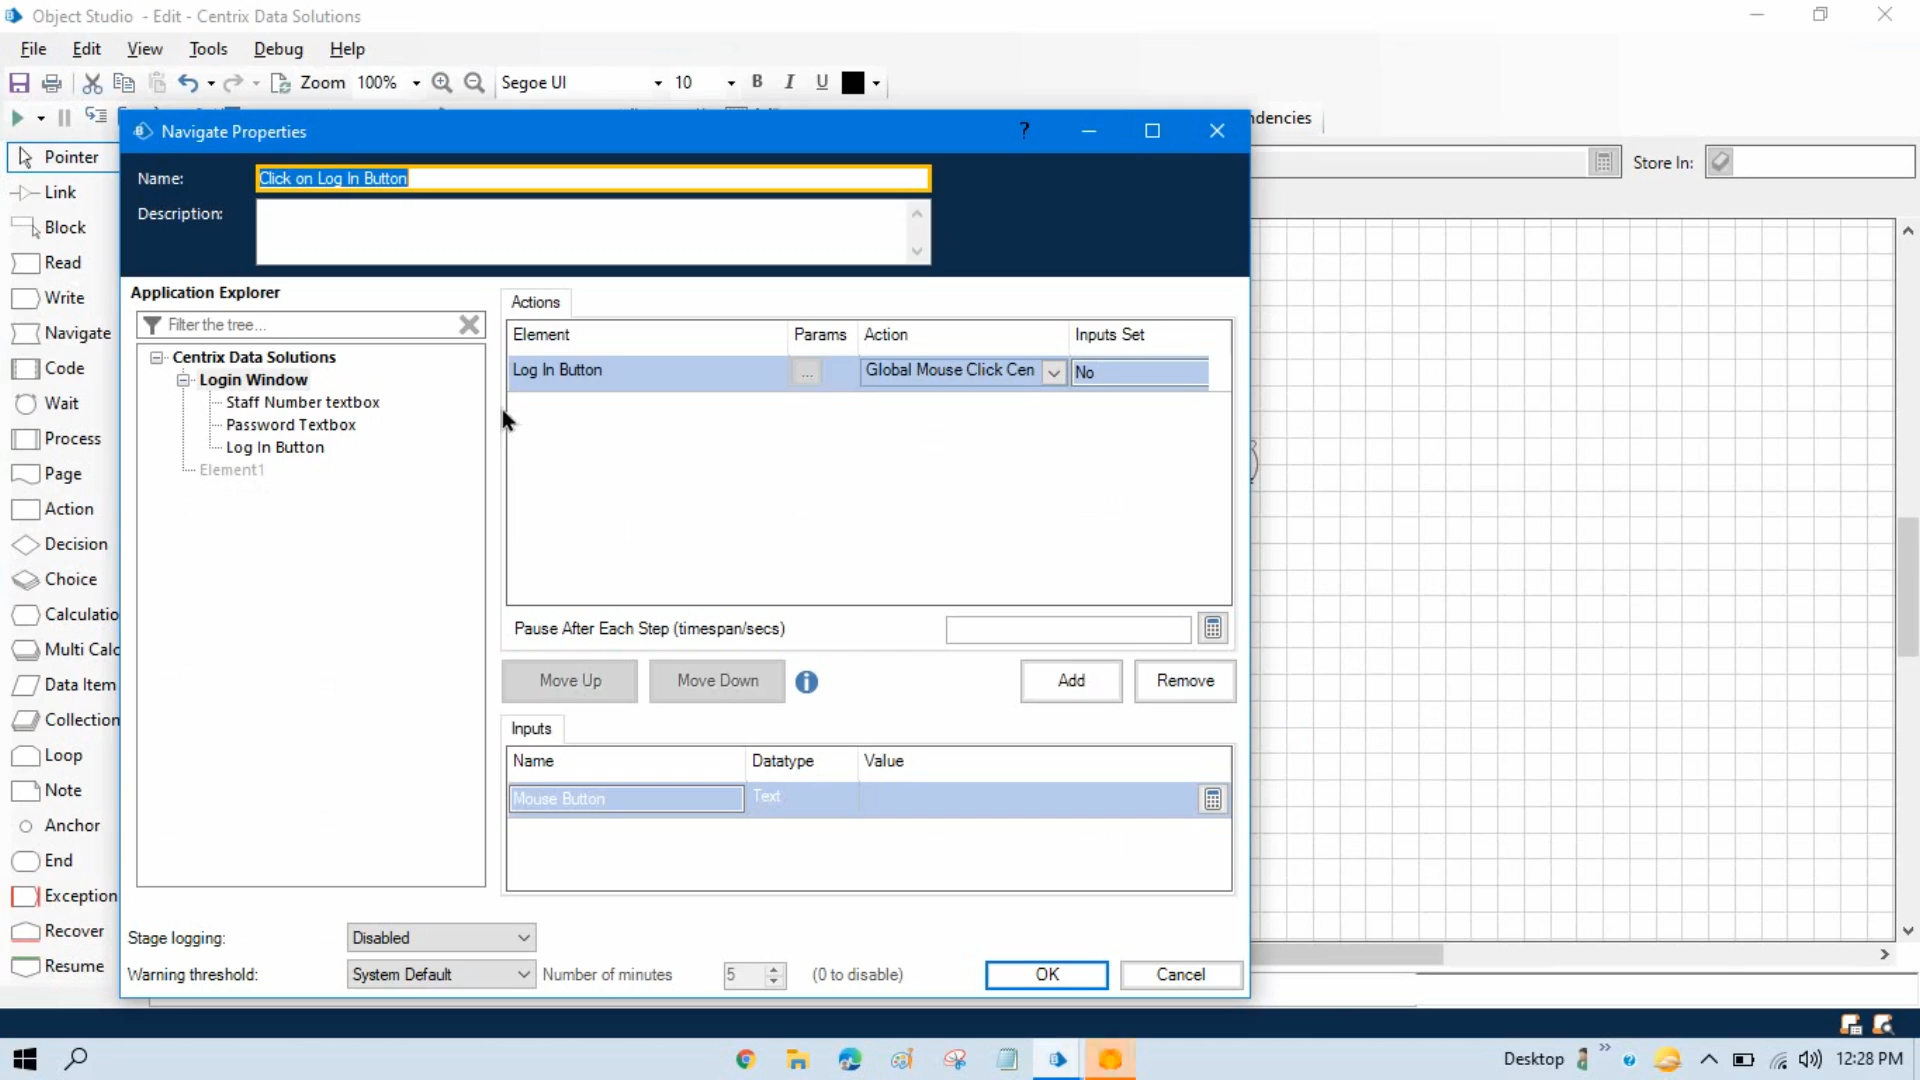 Object Studio - Edit - Centrix Data Solutions
File Edit View Tools Debug Help
Zoom 100% Segoe UI 10 B I U
Navigate Properties ?
ndencies
Pointer
Name: Click on Log In Button
Store In:
Link
Description:
Block
Read
Write
Navigate
Code
Wait
Process
Page
Action
Decision
Choice
Calculatio
Multi Calc
Data Item
Collection
Loop
Note
Anchor
End
Exception
Recover
Resume
Application Explorer
Filter the tree...
Centrix Data Solutions
Login Window
Staff Number textbox
Password Textbox
Log In Button
Element1
Actions
Element Params Action Inputs Set
Log In Button ... Global Mouse Click Cen No
Pause After Each Step (timespan/secs)
Move Up Move Down i Add Remove
Inputs
Name Datatype Value
Mouse Button Text
Stage logging: Disabled
Warning threshold: System Default Number of minutes 5 (0 to disable) OK Cancel
Desktop 12:28 PM